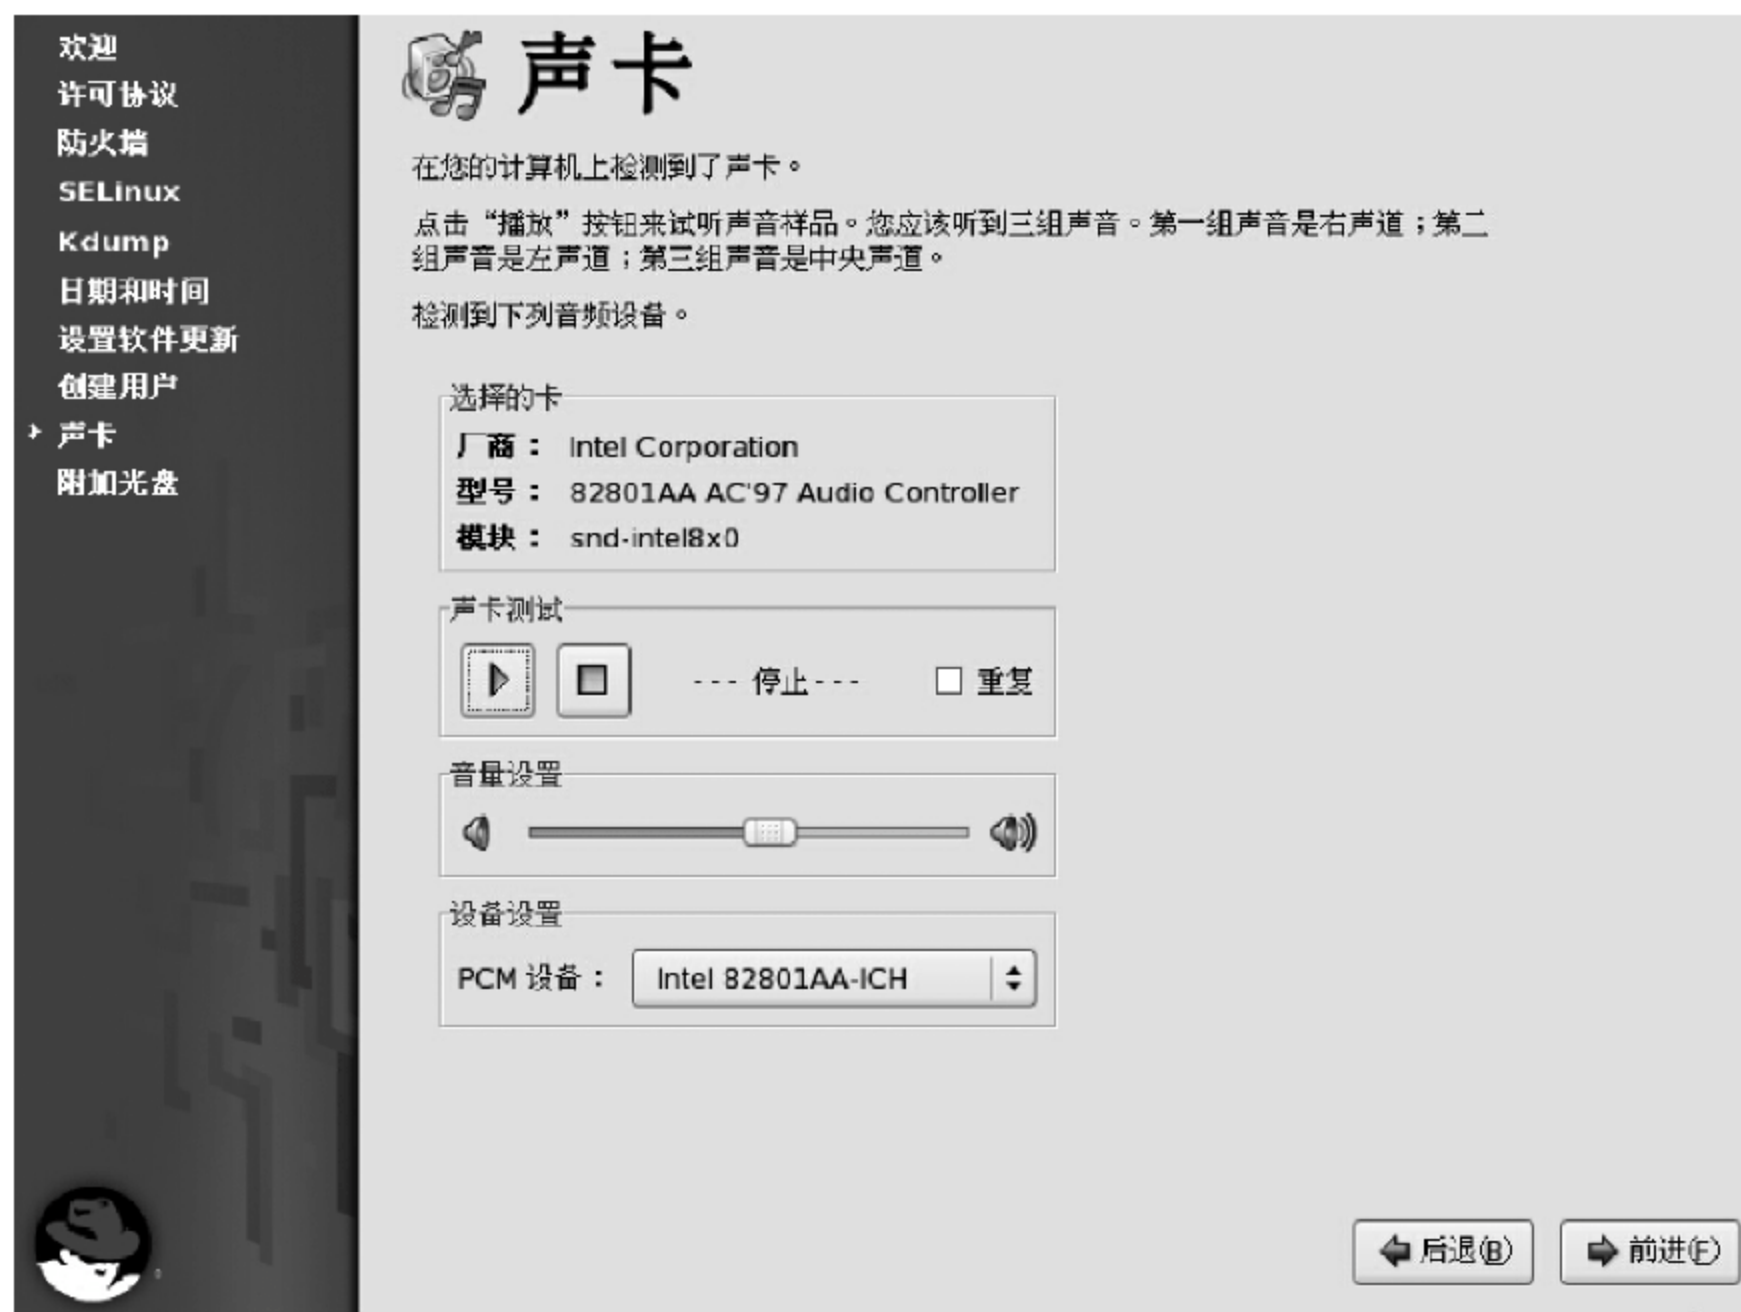 欢迎
许可协议
防火墙
SELinux
Kdump
日期和时间
设置软件更新
创建用户
声卡
附加光盘
声卡
在您的计算机上检测到了声卡。
点击“播放”按钮来试听声音样品。您应该听到三组声音。第一组声音是右声道；第二
组声音是左声道；第三组声音是中央声道。
检测到下列音频设备。
选择的卡
厂商： Intel Corporation
型号： 82801AA AC'97 Audio Controller
模块： snd-intel8x0
声卡测试
--- 停止--- 重复
音量设置
设备设置
PCM 设备： Intel 82801AA-ICH
后退(B) 前进(F)